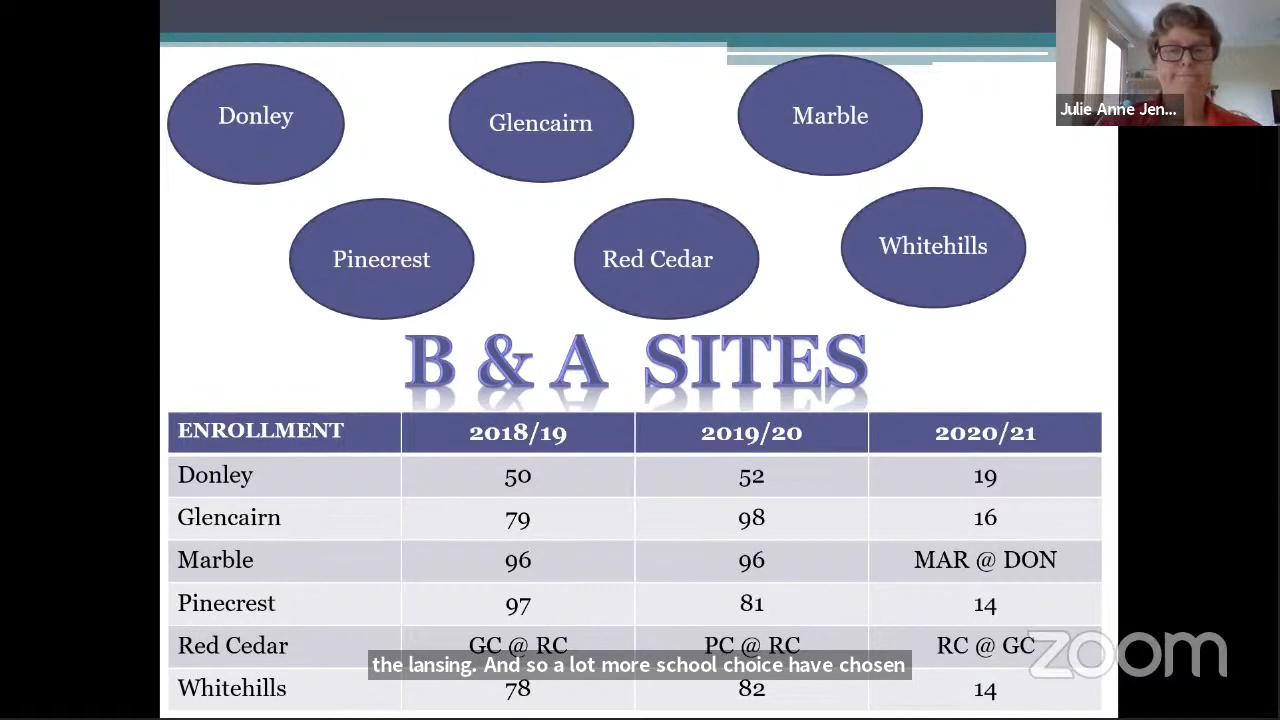 Donley
Glencairn
Marble
Julie Anne Jen...
Pinecrest
Red Cedar
Whitehills
B & A SITES
ENROLLMENT 2018/19 2019/20 2020/21
Donley 50 52 19
Glencairn 79 98 16
Marble 96 96 MAR @ DON
Pinecrest 97 81 14
Red Cedar GC @ RC PC @ RC RC @ GC
zoom
the lansing. And so a lot more school choice have chosen
Whitehills 78 82 14